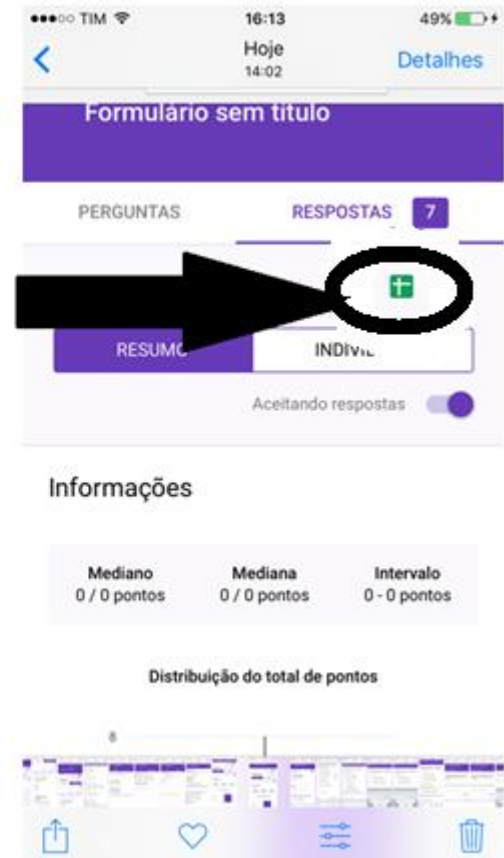 TIM 16:13 49%
Hoje
14:02
Detalhes
Formulário sem título
PERGUNTAS RESPOSTAS 7
RESUMO
Aceitando respostas
Informações
Mediano Mediana Intervalo
0 / 0 pontos 0 / 0 pontos 0 - 0 pontos
Distribuição do total de pontos
8